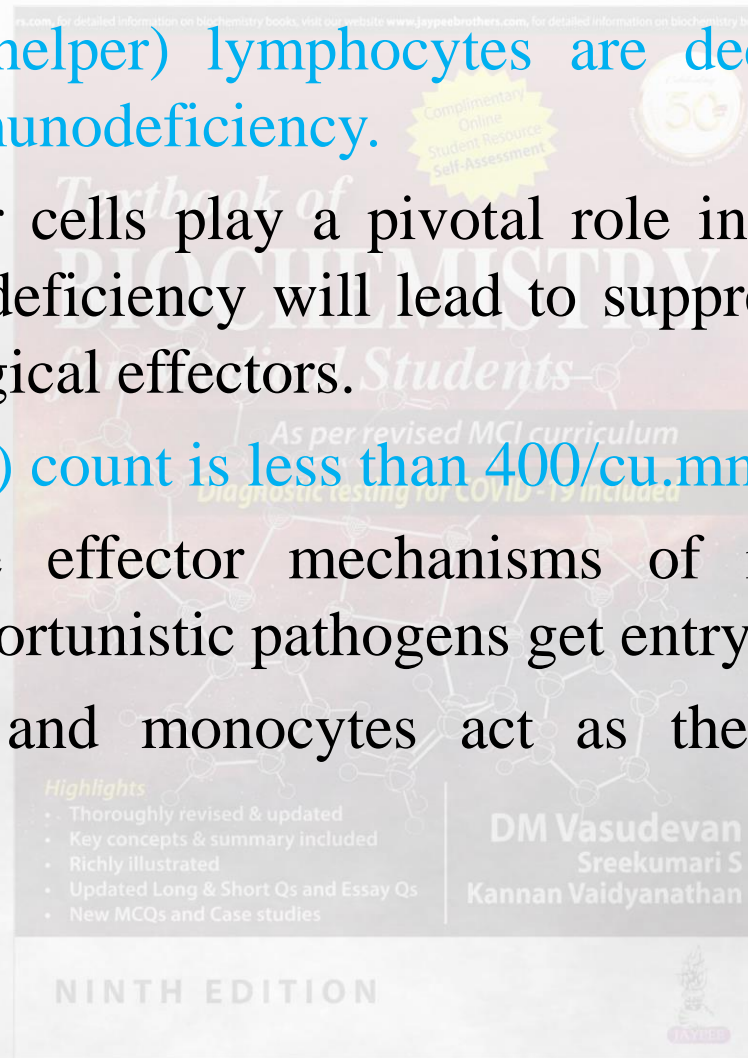 rs.com, for detailed information on biochemistry books, visit our website www.jaypeebrothers.com, for detailed information on biochemistry b
helper) lymphocytes are dec
munodeficiency.
r cells play a pivotal role in
deficiency will lead to suppre
gical effectors.
) count is less than 400/cu.mm
effector mechanisms of
ortunistic pathogens get entry
and monocytes act as the
Complimentary
Online
Student Resource
Self-Assessment
50
Textbook of
BIOCHEMISTRY
for Medical Students
As per revised MCI curriculum
Diagnostic testing for COVID-19 included
Highlights
• Thoroughly revised & updated
• Key concepts & summary included
• Richly illustrated
• Updated Long & Short Qs and Essay Qs
• New MCQs and Case studies
DM Vasudevan
Sreekumari S
Kannan Vaidyanathan
NINTH EDITION
JAYPEE